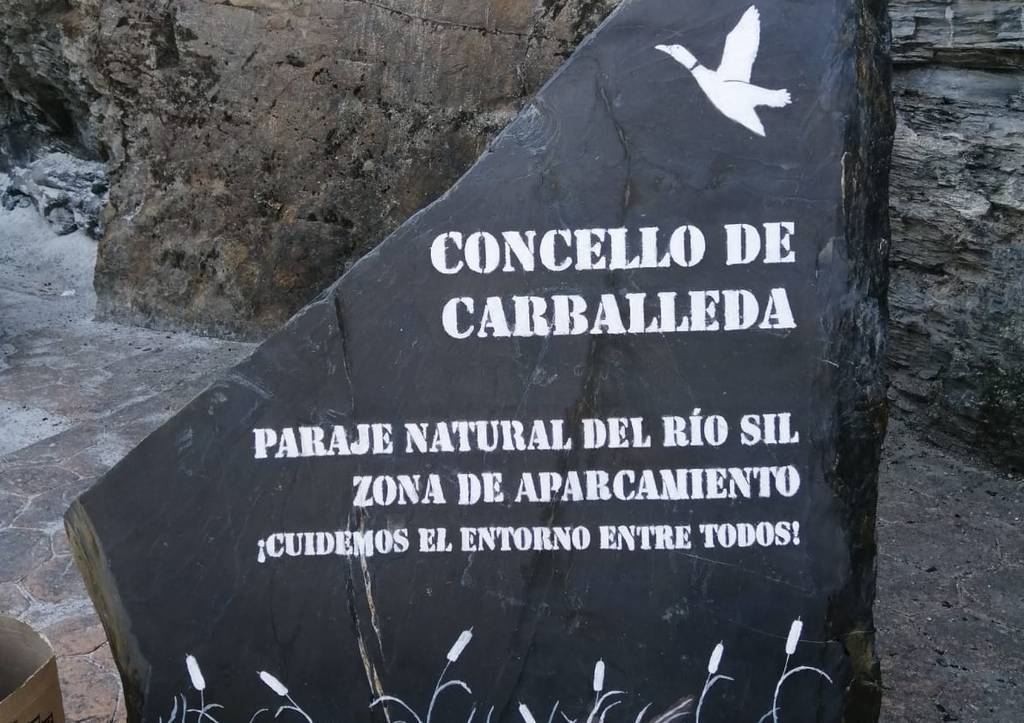 CONCELLO DE
CARBALLEDA
PARAJE NATURAL DEL RÍO SIL
ZONA DE APARCAMIENTO
¡CUIDEMOS EL ENTORNO ENTRE TODOS!